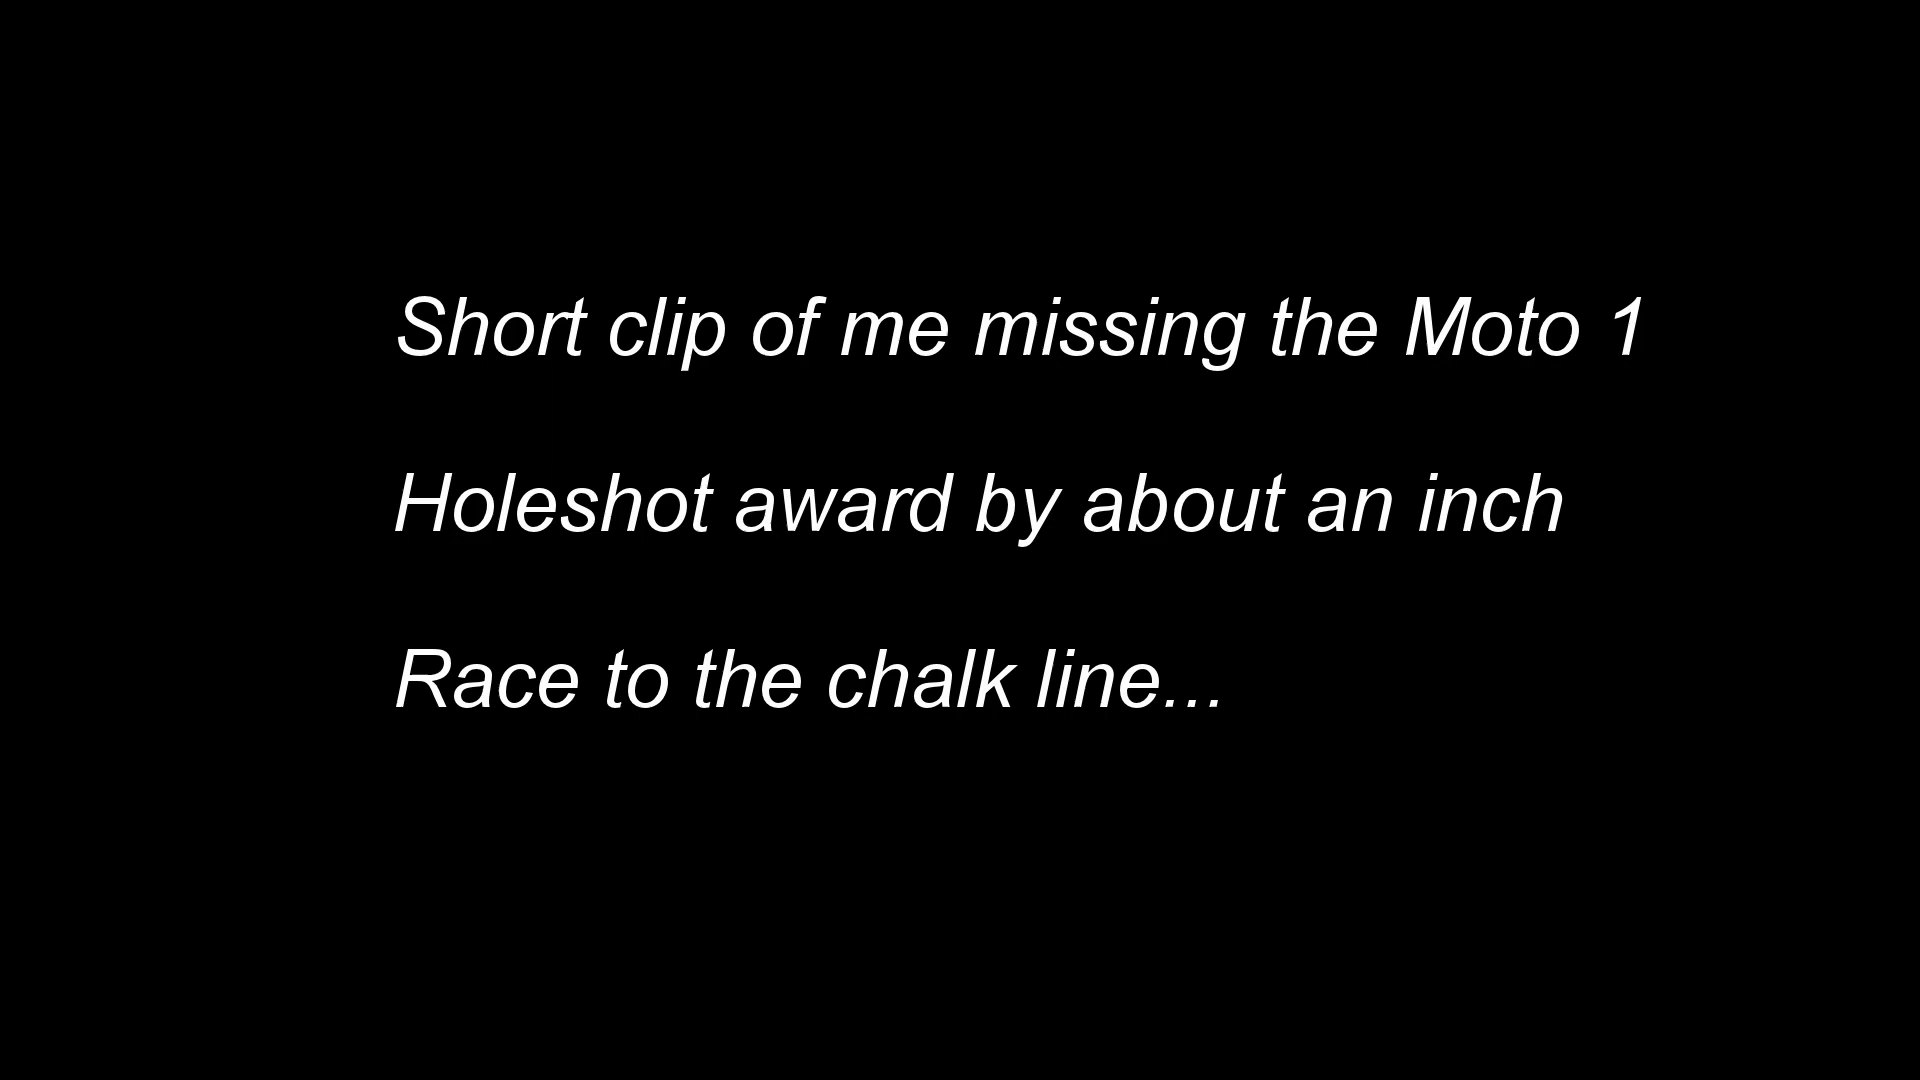 Short clip of me missing the Moto 1
Holeshot award by about an inch
Race to the chalk line...